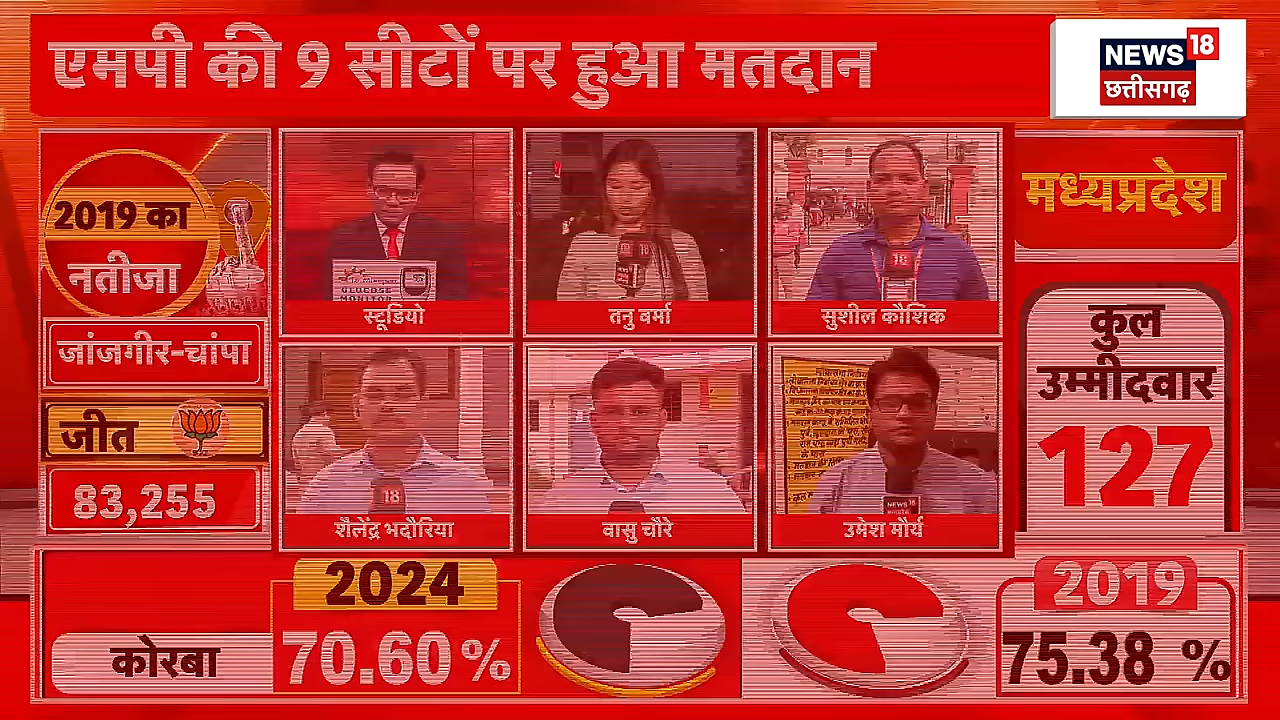 एमपी की 9 सीटों पर हुआ मतदान
NEWS 18
छत्तीसगढ़
2019 का
नतीजा
जांजगीर-चांपा
जीत
83,255
स्टूडियो
तनु वर्मा
सुशील कौशिक
शैलेंद्र भदौरिया
वासु चौरे
उमेश मौर्य
मध्यप्रदेश
कुल
उम्मीदवार
127
कोरबा
2024
70.60 %
2019
75.38 %